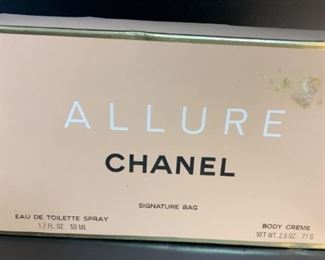 ALLURE
CHANEL
SIGNATURE BAG
EAU DE TOILETTE SPRAY
1.7 FL. OZ. 50 ML
BODY CREME
NET WT. 2.5 OZ. 71 G